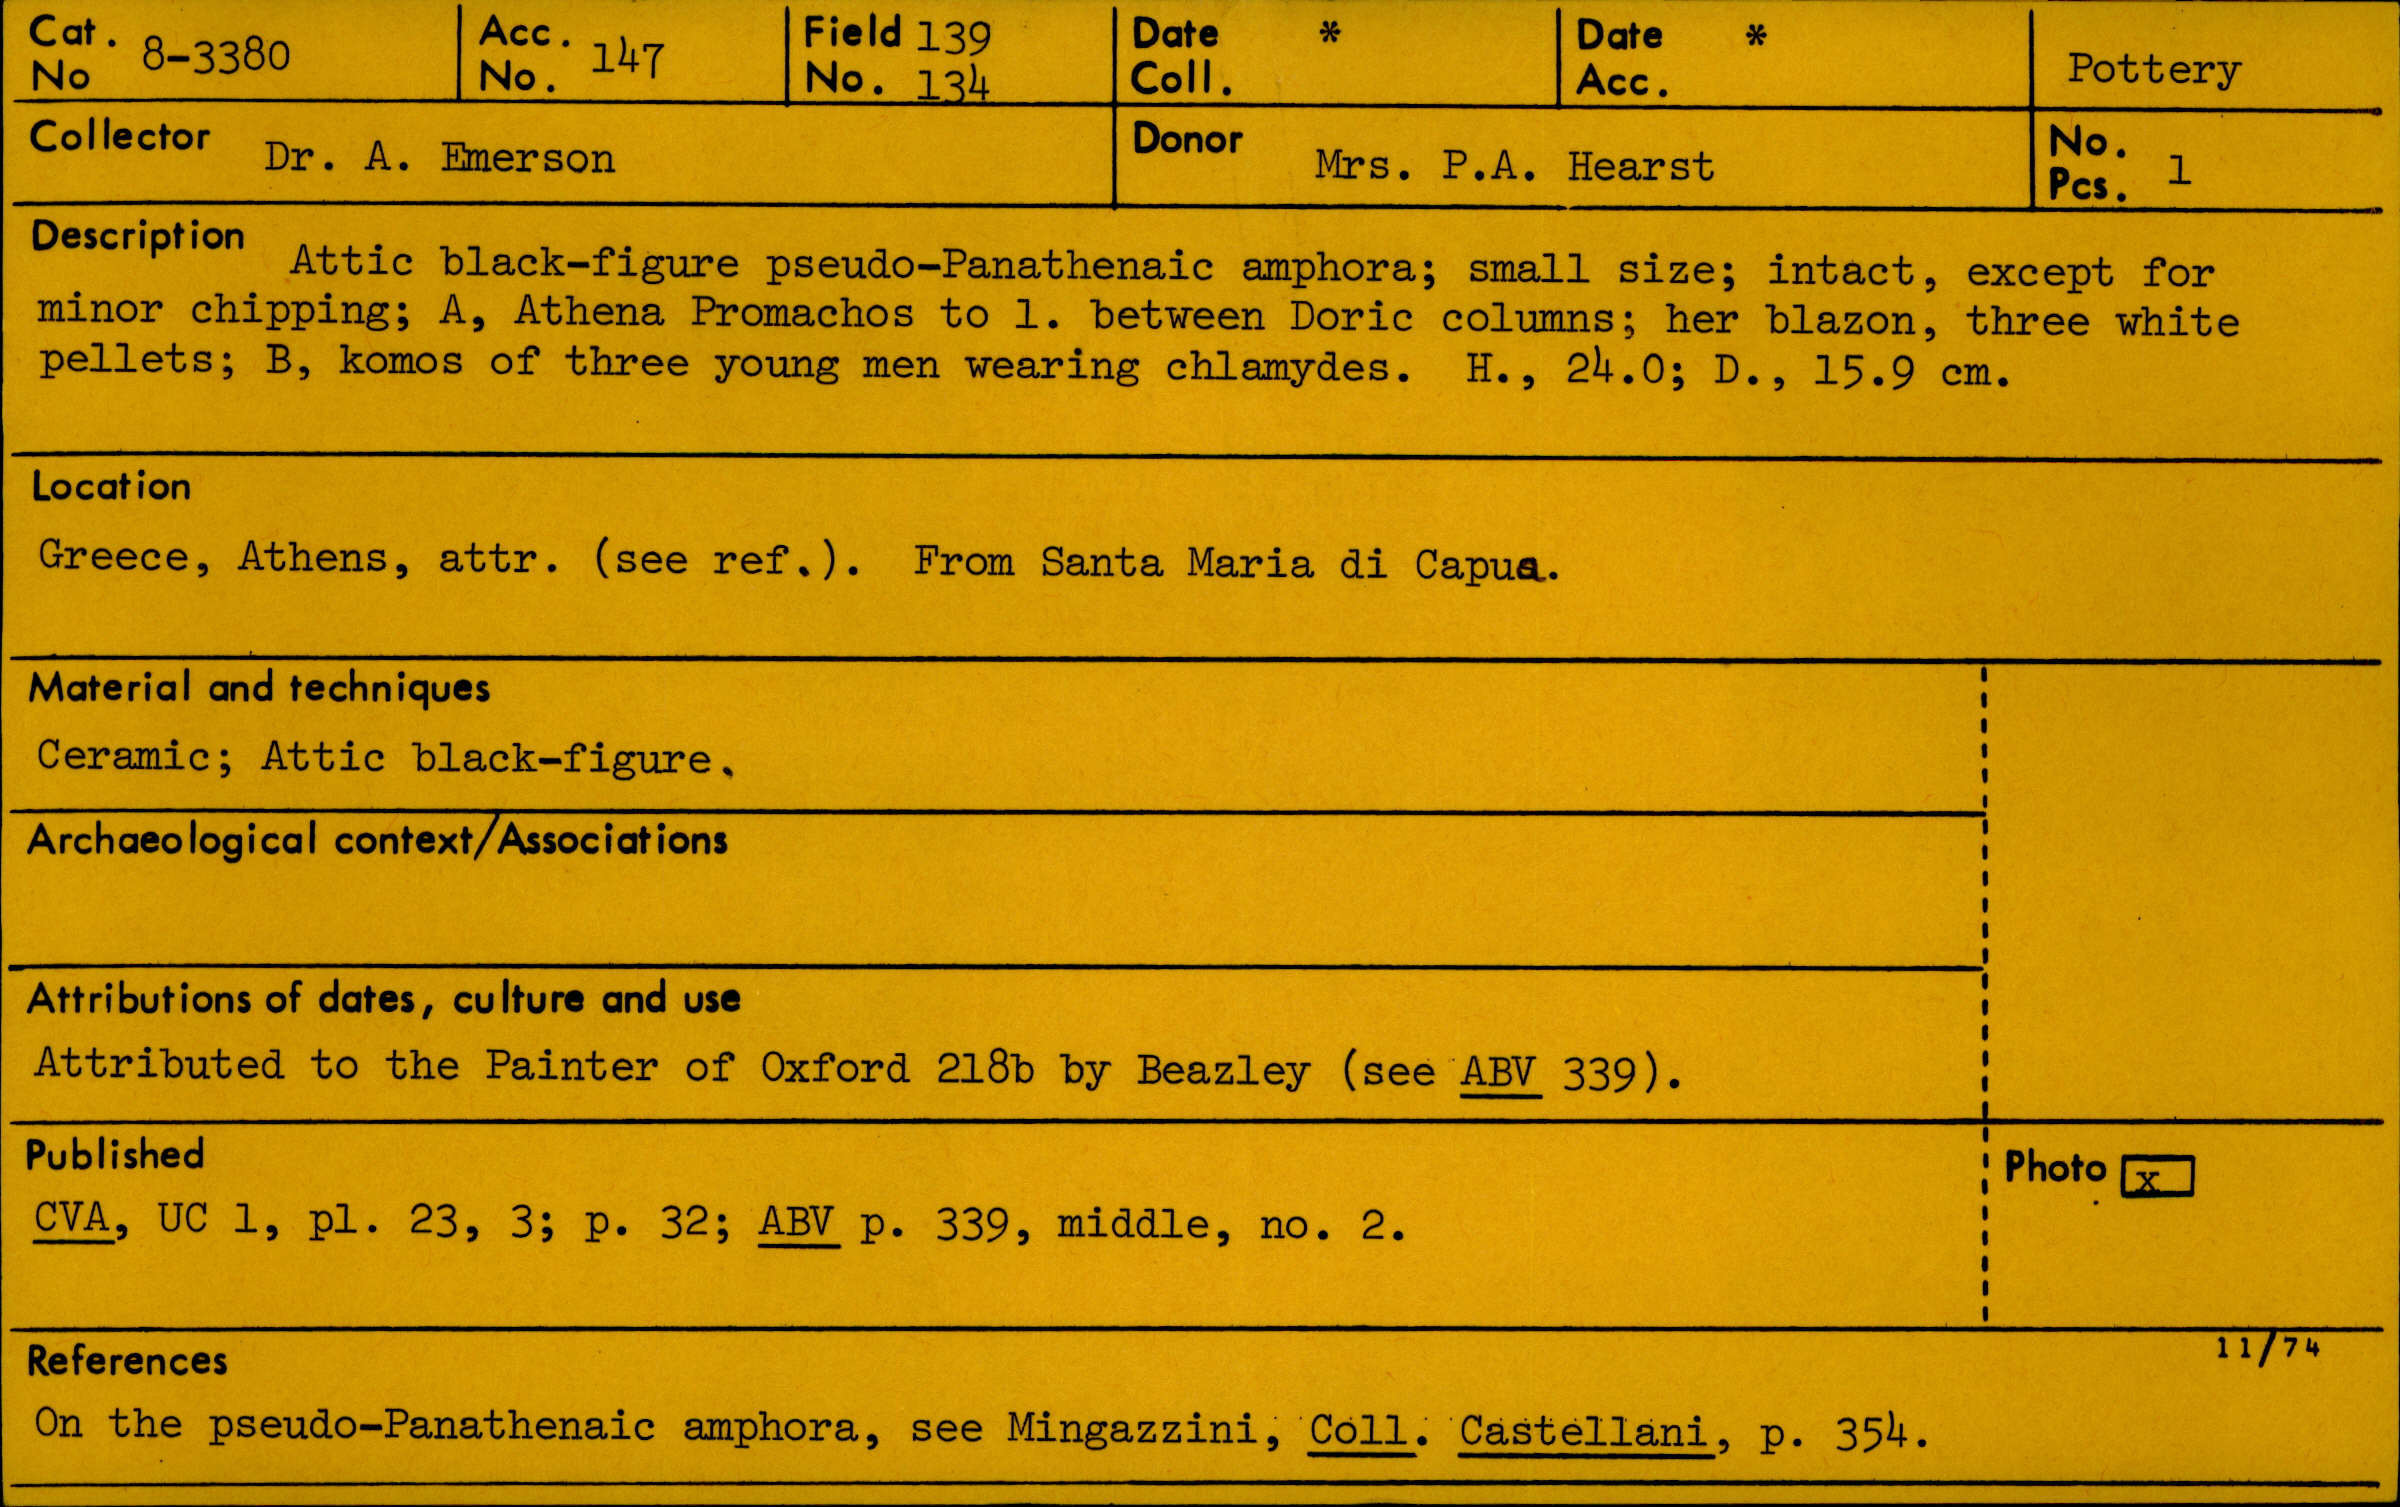 Cat. No 8-3380 Acc. No. 147 Field No. 139 134 Date Coll. * Date Acc. * Pottery
Collector Dr. A. Emerson Donor Mrs. P.A. Hearst No. Pcs. 1
Description Attic black-figure pseudo-Panathenaic amphora; small size; intact, except for
minor chipping; A, Athena Promachos to l. between Doric columns; her blazon, three white
pellets; B, komos of three young men wearing chlamydes. H., 24.0; D., 15.9 cm.
Location
Greece, Athens, attr. (see ref.). From Santa Maria di Capua.
Material and techniques
Ceramic; Attic black-figure.
Archaeological context/Associations
Attributions of dates, culture and use
Attributed to the Painter of Oxford 218b by Beazley (see ABV 339).
Published
Photo x
CVA, UC 1, pl. 23, 3; p. 32; ABV p. 339, middle, no. 2.
11/74
References
On the pseudo-Panathenaic amphora, see Mingazzini, Coll. Castellani, p. 354.